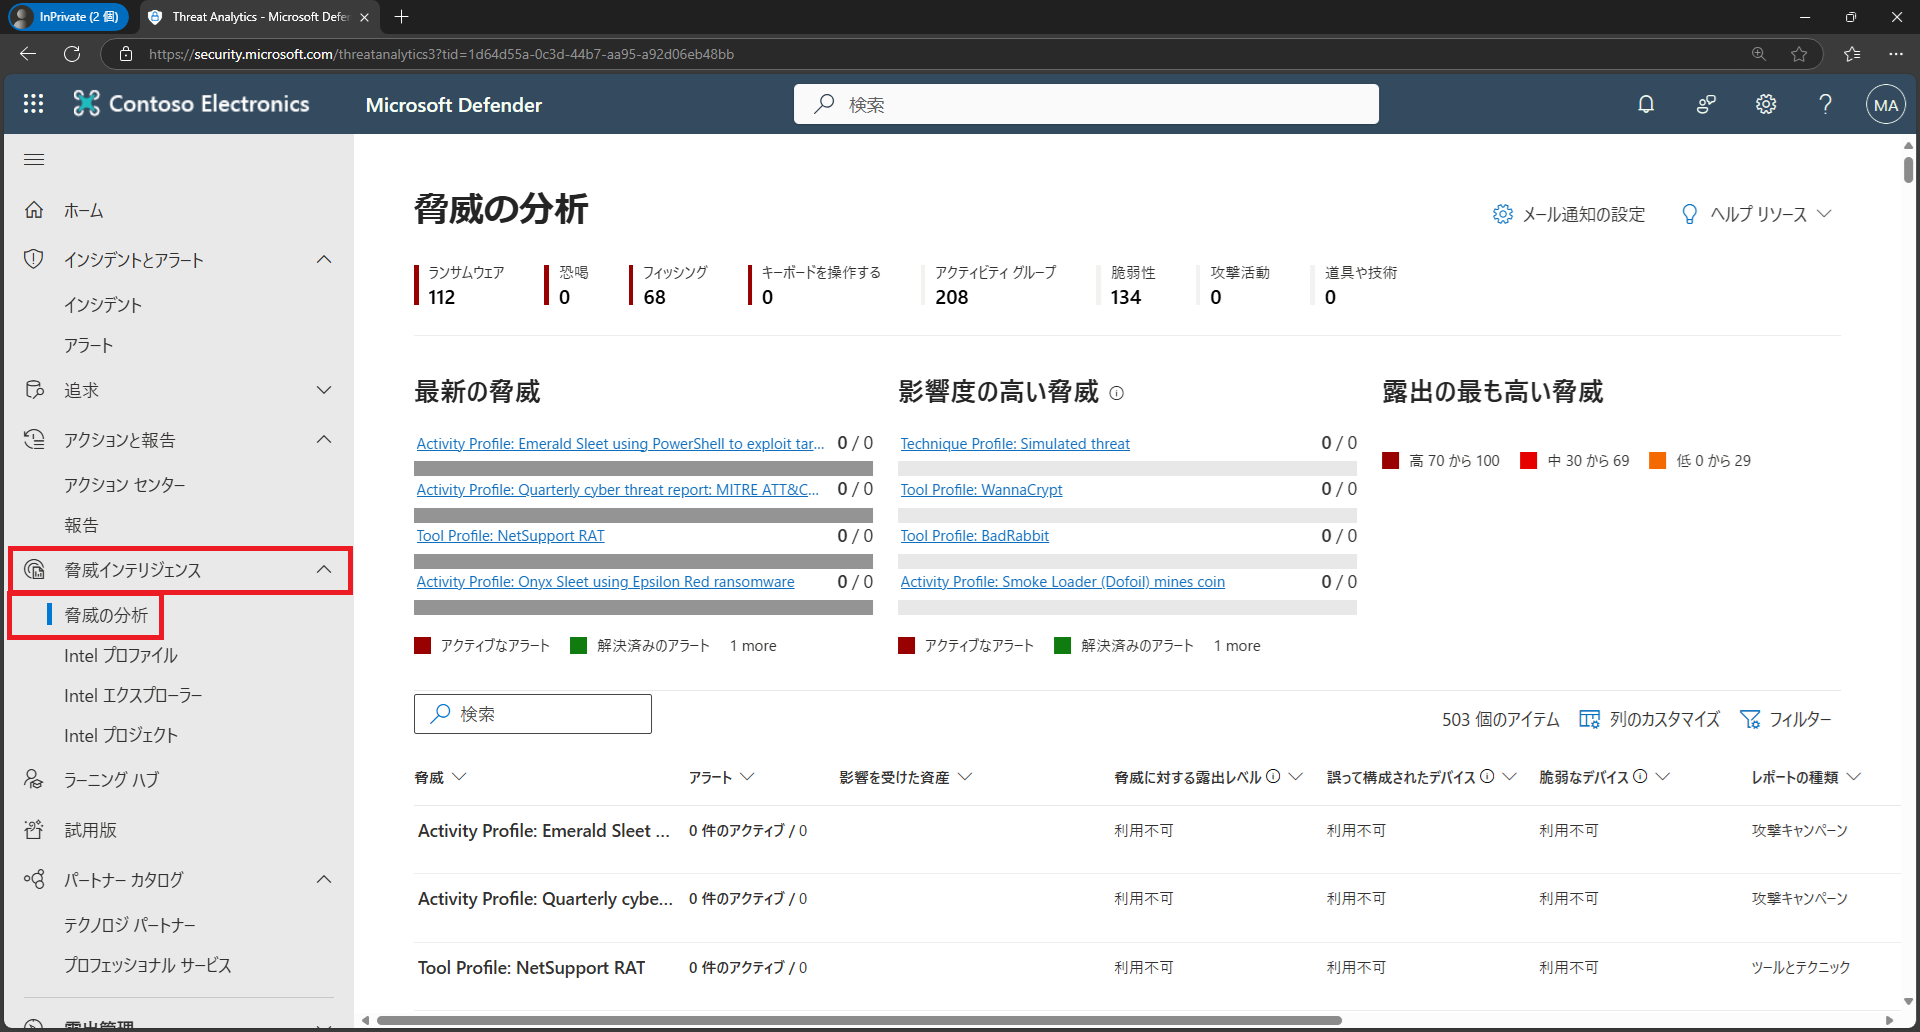 InPrivate (2 個)
Threat Analytics - Microsoft Defer
https://security.microsoft.com/threatanalytics3?tid=1d64d55a-0c3d-44b7-aa95-a92d06eb48bb
Contoso Electronics
Microsoft Defender
検索
MA
ホーム
インシデントとアラート
インシデント
アラート
追求
アクションと報告
アクション センター
報告
脅威インテリジェンス
脅威の分析
Intel プロファイル
Intel エクスプローラー
Intel プロジェクト
ラーニング ハブ
試用版
パートナー カタログ
テクノロジ パートナー
プロフェッショナル サービス
露出管理
脅威の分析
メール通知の設定
ヘルプ リソース
ランサムウェア
112
恐喝
0
フィッシング
68
キーボードを操作する
0
アクティビティ グループ
208
脆弱性
134
攻撃活動
0
道具や技術
0
最新の脅威
Activity Profile: Emerald Sleet using PowerShell to exploit tar... 0 / 0
Activity Profile: Quarterly cyber threat report: MITRE ATT&C... 0 / 0
Tool Profile: NetSupport RAT 0 / 0
Activity Profile: Onyx Sleet using Epsilon Red ransomware 0 / 0
アクティブなアラート 解決済みのアラート 1 more
影響度の高い脅威
Technique Profile: Simulated threat 0 / 0
Tool Profile: WannaCrypt 0 / 0
Tool Profile: BadRabbit 0 / 0
Activity Profile: Smoke Loader (Dofoil) mines coin 0 / 0
アクティブなアラート 解決済みのアラート 1 more
露出の最も高い脅威
高 70 から 100 中 30 から 69 低 0 から 29
検索
503 個のアイテム 列のカスタマイズ フィルター
脅威 アラート 影響を受けた資産 脅威に対する露出レベル 誤って構成されたデバイス 脆弱なデバイス レポートの種類
Activity Profile: Emerald Sleet ... 0 件のアクティブ / 0 利用不可 利用不可 利用不可 攻撃キャンペーン
Activity Profile: Quarterly cybe... 0 件のアクティブ / 0 利用不可 利用不可 利用不可 攻撃キャンペーン
Tool Profile: NetSupport RAT 0 件のアクティブ / 0 利用不可 利用不可 利用不可 ツールとテクニック